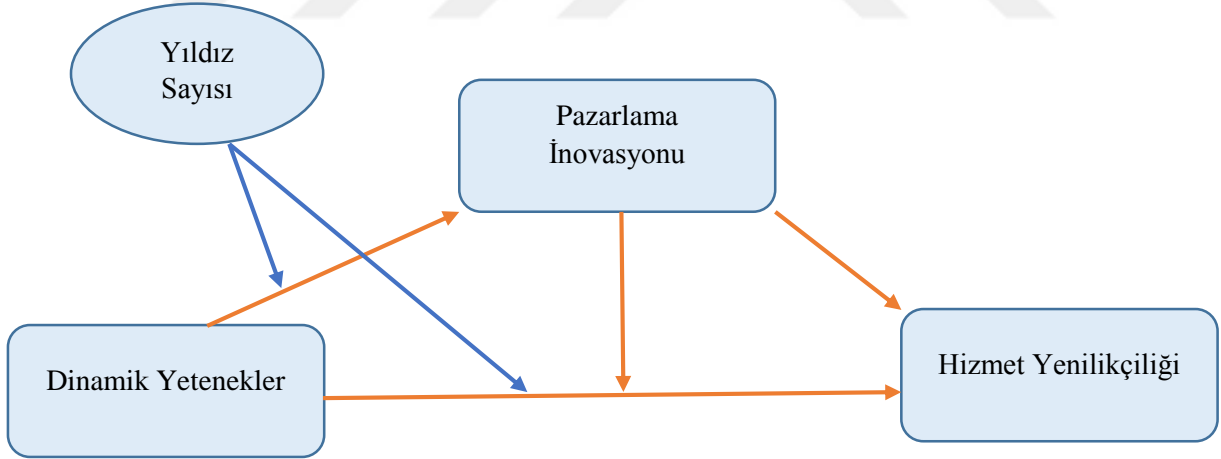 Yıldız
Sayısı
Pazarlama
İnovasyonu
Dinamik Yetenekler
Hizmet Yenilikçiliği